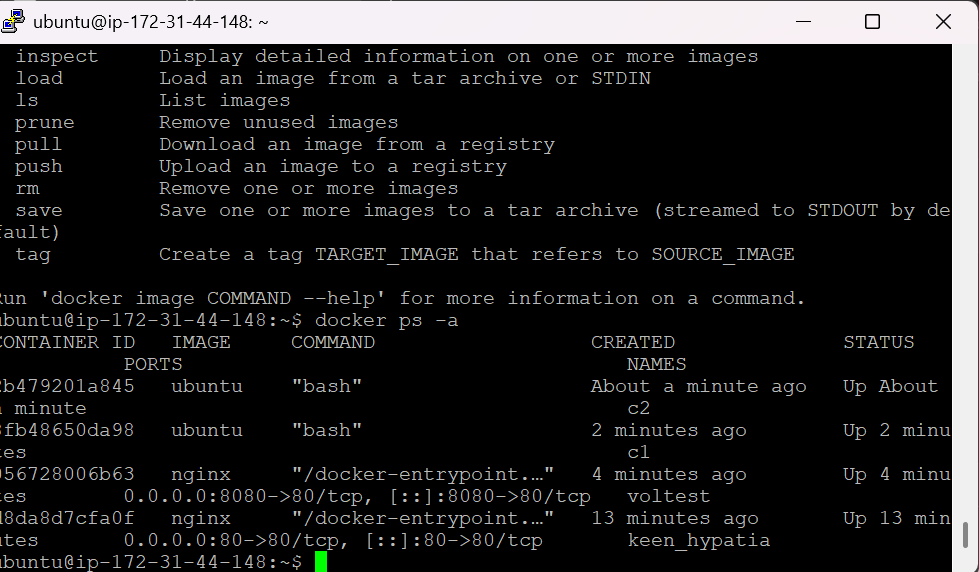 ubuntu@ip-172-31-44-148: ~
inspect     Display detailed information on one or more images
load        Load an image from a tar archive or STDIN
ls          List images
prune       Remove unused images
pull        Download an image from a registry
push        Upload an image to a registry
rm          Remove one or more images
save        Save one or more images to a tar archive (streamed to STDOUT by de
fault)
tag         Create a tag TARGET_IMAGE that refers to SOURCE_IMAGE
Run 'docker image COMMAND --help' for more information on a command.
ubuntu@ip-172-31-44-148:~$ docker ps -a
CONTAINER ID   IMAGE     COMMAND                  CREATED              STATUS
PORTS                                     NAMES
2b479201a845   ubuntu    "bash"                   About a minute ago   Up About
a minute                                             c2
fb48650da98   ubuntu    "bash"                   2 minutes ago        Up 2 minu
tes                                                  c1
056728006b63   nginx     "/docker-entrypoint.…"   4 minutes ago        Up 4 minu
tes        0.0.0.0:8080->80/tcp, [::]:8080->80/tcp   voltest
d8da8d7cfa0f   nginx     "/docker-entrypoint.…"   13 minutes ago       Up 13 min
utes       0.0.0.0:80->80/tcp, [::]:80->80/tcp       keen_hypatia
ubuntu@ip-172-31-44-148:~$